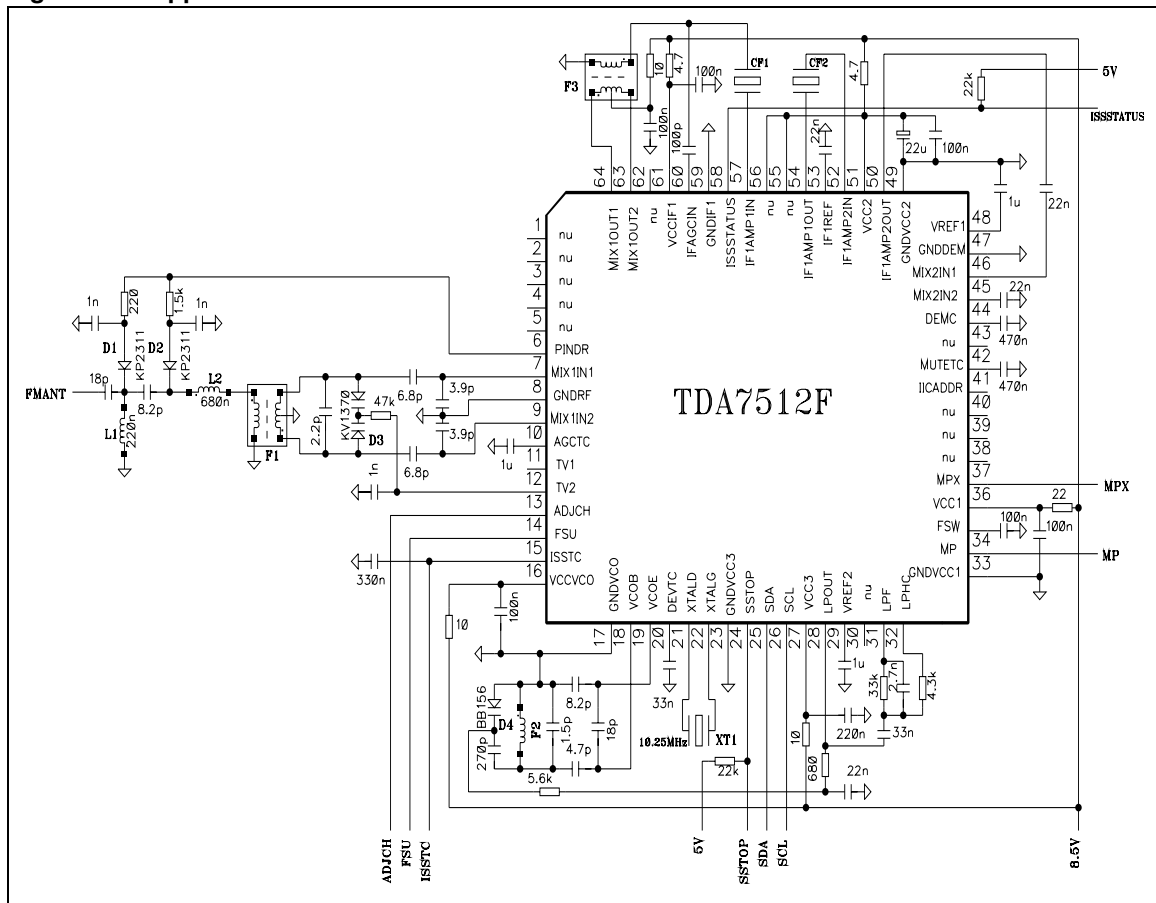 F3
10
4.7
100n
100n
100p
CF1
CF2
22n
4.7
22u
100n
22k
5V
ISSSTATUS
1u
22n
64
63
62
61
60
59
58
57
56
55
54
53
52
51
50
49
MIX1OUT1
MIX1OUT2
nu
VCCIF1
IFAGCIN
GNDIF1
ISSSTATUS
IF1AMP1IN
nu
nu
IF1AMP1OUT
IF1REF
IF1AMP2IN
VCC2
IF1AMP2OUT
GNDVCC2
1
nu
2
nu
3
nu
4
nu
5
nu
6
PINDR
7
MIX1IN1
8
GNDRF
9
MIX1IN2
10
AGCTC
11
TV1
12
TV2
13
ADJCH
14
FSU
15
ISSTC
16
VCCVCO
TDA7512F
48
VREF1
47
GNDDEM
46
MIX2IN1
45
MIX2IN2
22n
44
DEMC
43
470n
nu
42
MUTETC
41
470n
IICADDR
40
nu
39
nu
38
nu
37
MPX
MPX
36
VCC1
22
FSW
100n
100n
34
MP
MP
33
GNDVCC1
1n
220
1.5k
1n
D1
KP2311
D2
KP2311
FMANT
18p
8.2p
L1
220n
L2
680n
F1
2.2p
KV1370
D3
47k
6.8p
3.9p
3.9p
6.8p
1u
1n
330n
10
100n
GNDVCO
VCOB
VCOE
DEVTC
XTALD
XTALG
GNDVCC3
SSTOP
SDA
SCL
VCC3
LPOUT
VREF2
nu
LPF
LPHC
17
18
19
20
21
22
23
24
25
26
27
28
29
30
31
32
BB156
D4
270p
F2
1.5p
8.2p
4.7p
18p
5.6k
33n
10.25MHz
XT1
22k
1u
33k
2.7n
4.3k
220n
33n
10
680
22n
ADJCH
FSU
ISSTC
5V
SSTOP
SDA
SCL
8.5V